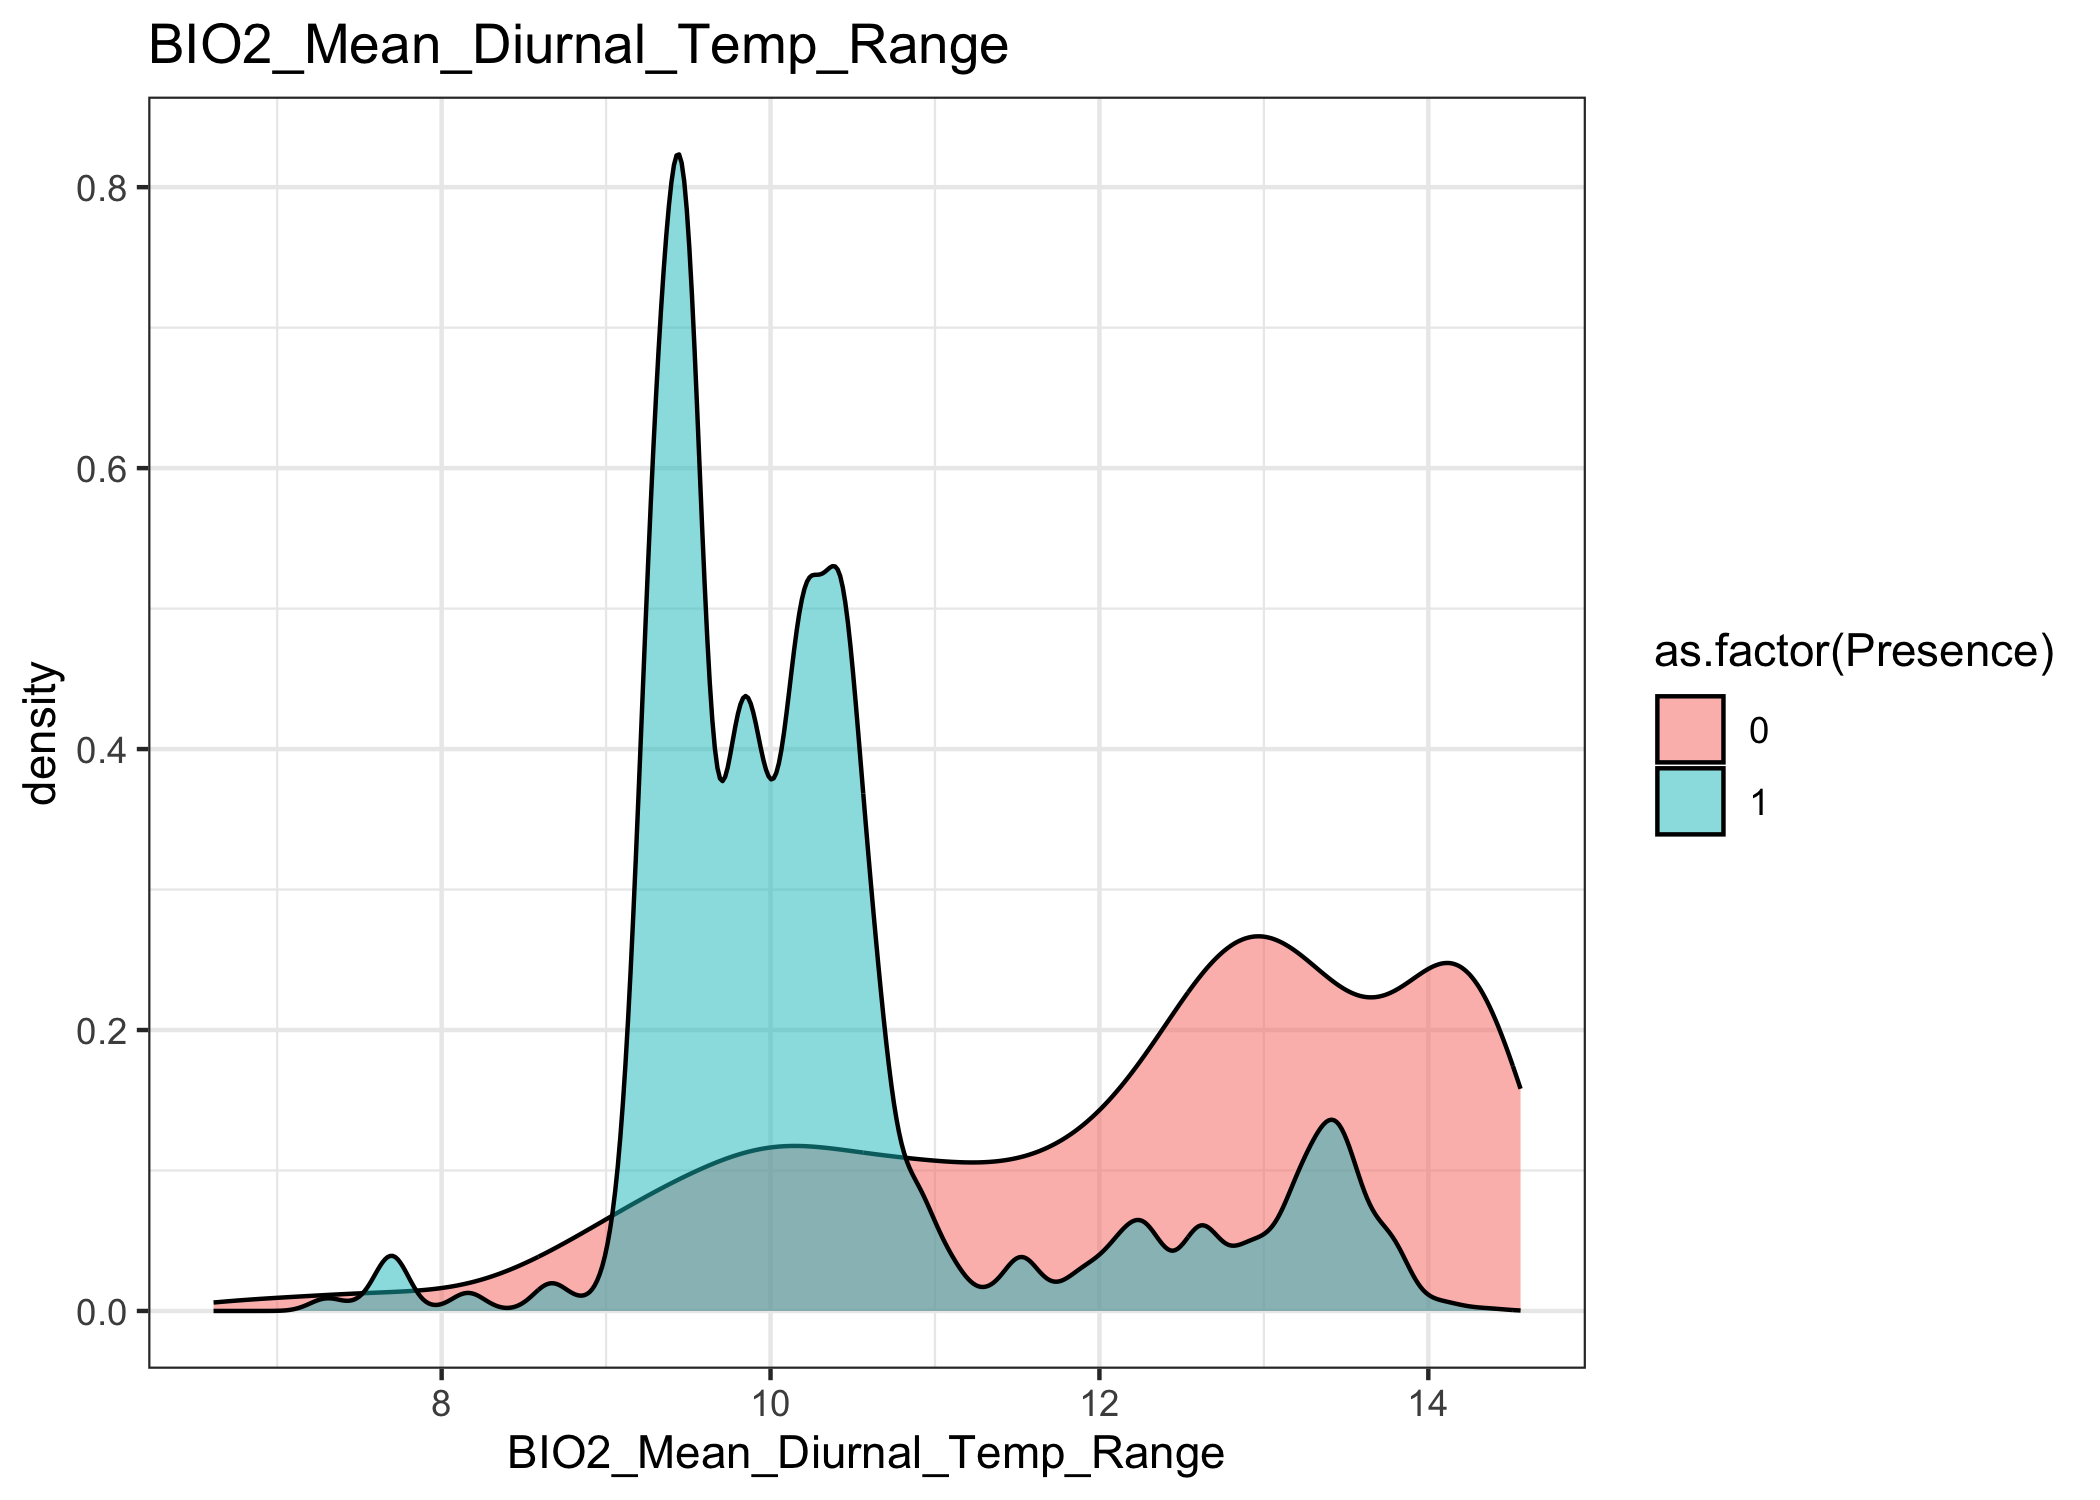 BIO2_Mean_Diurnal_Temp_Range
density
0.8
0.6
0.4
0.2
0.0
8 10 12 14
BIO2_Mean_Diurnal_Temp_Range
as.factor(Presence)
0
1